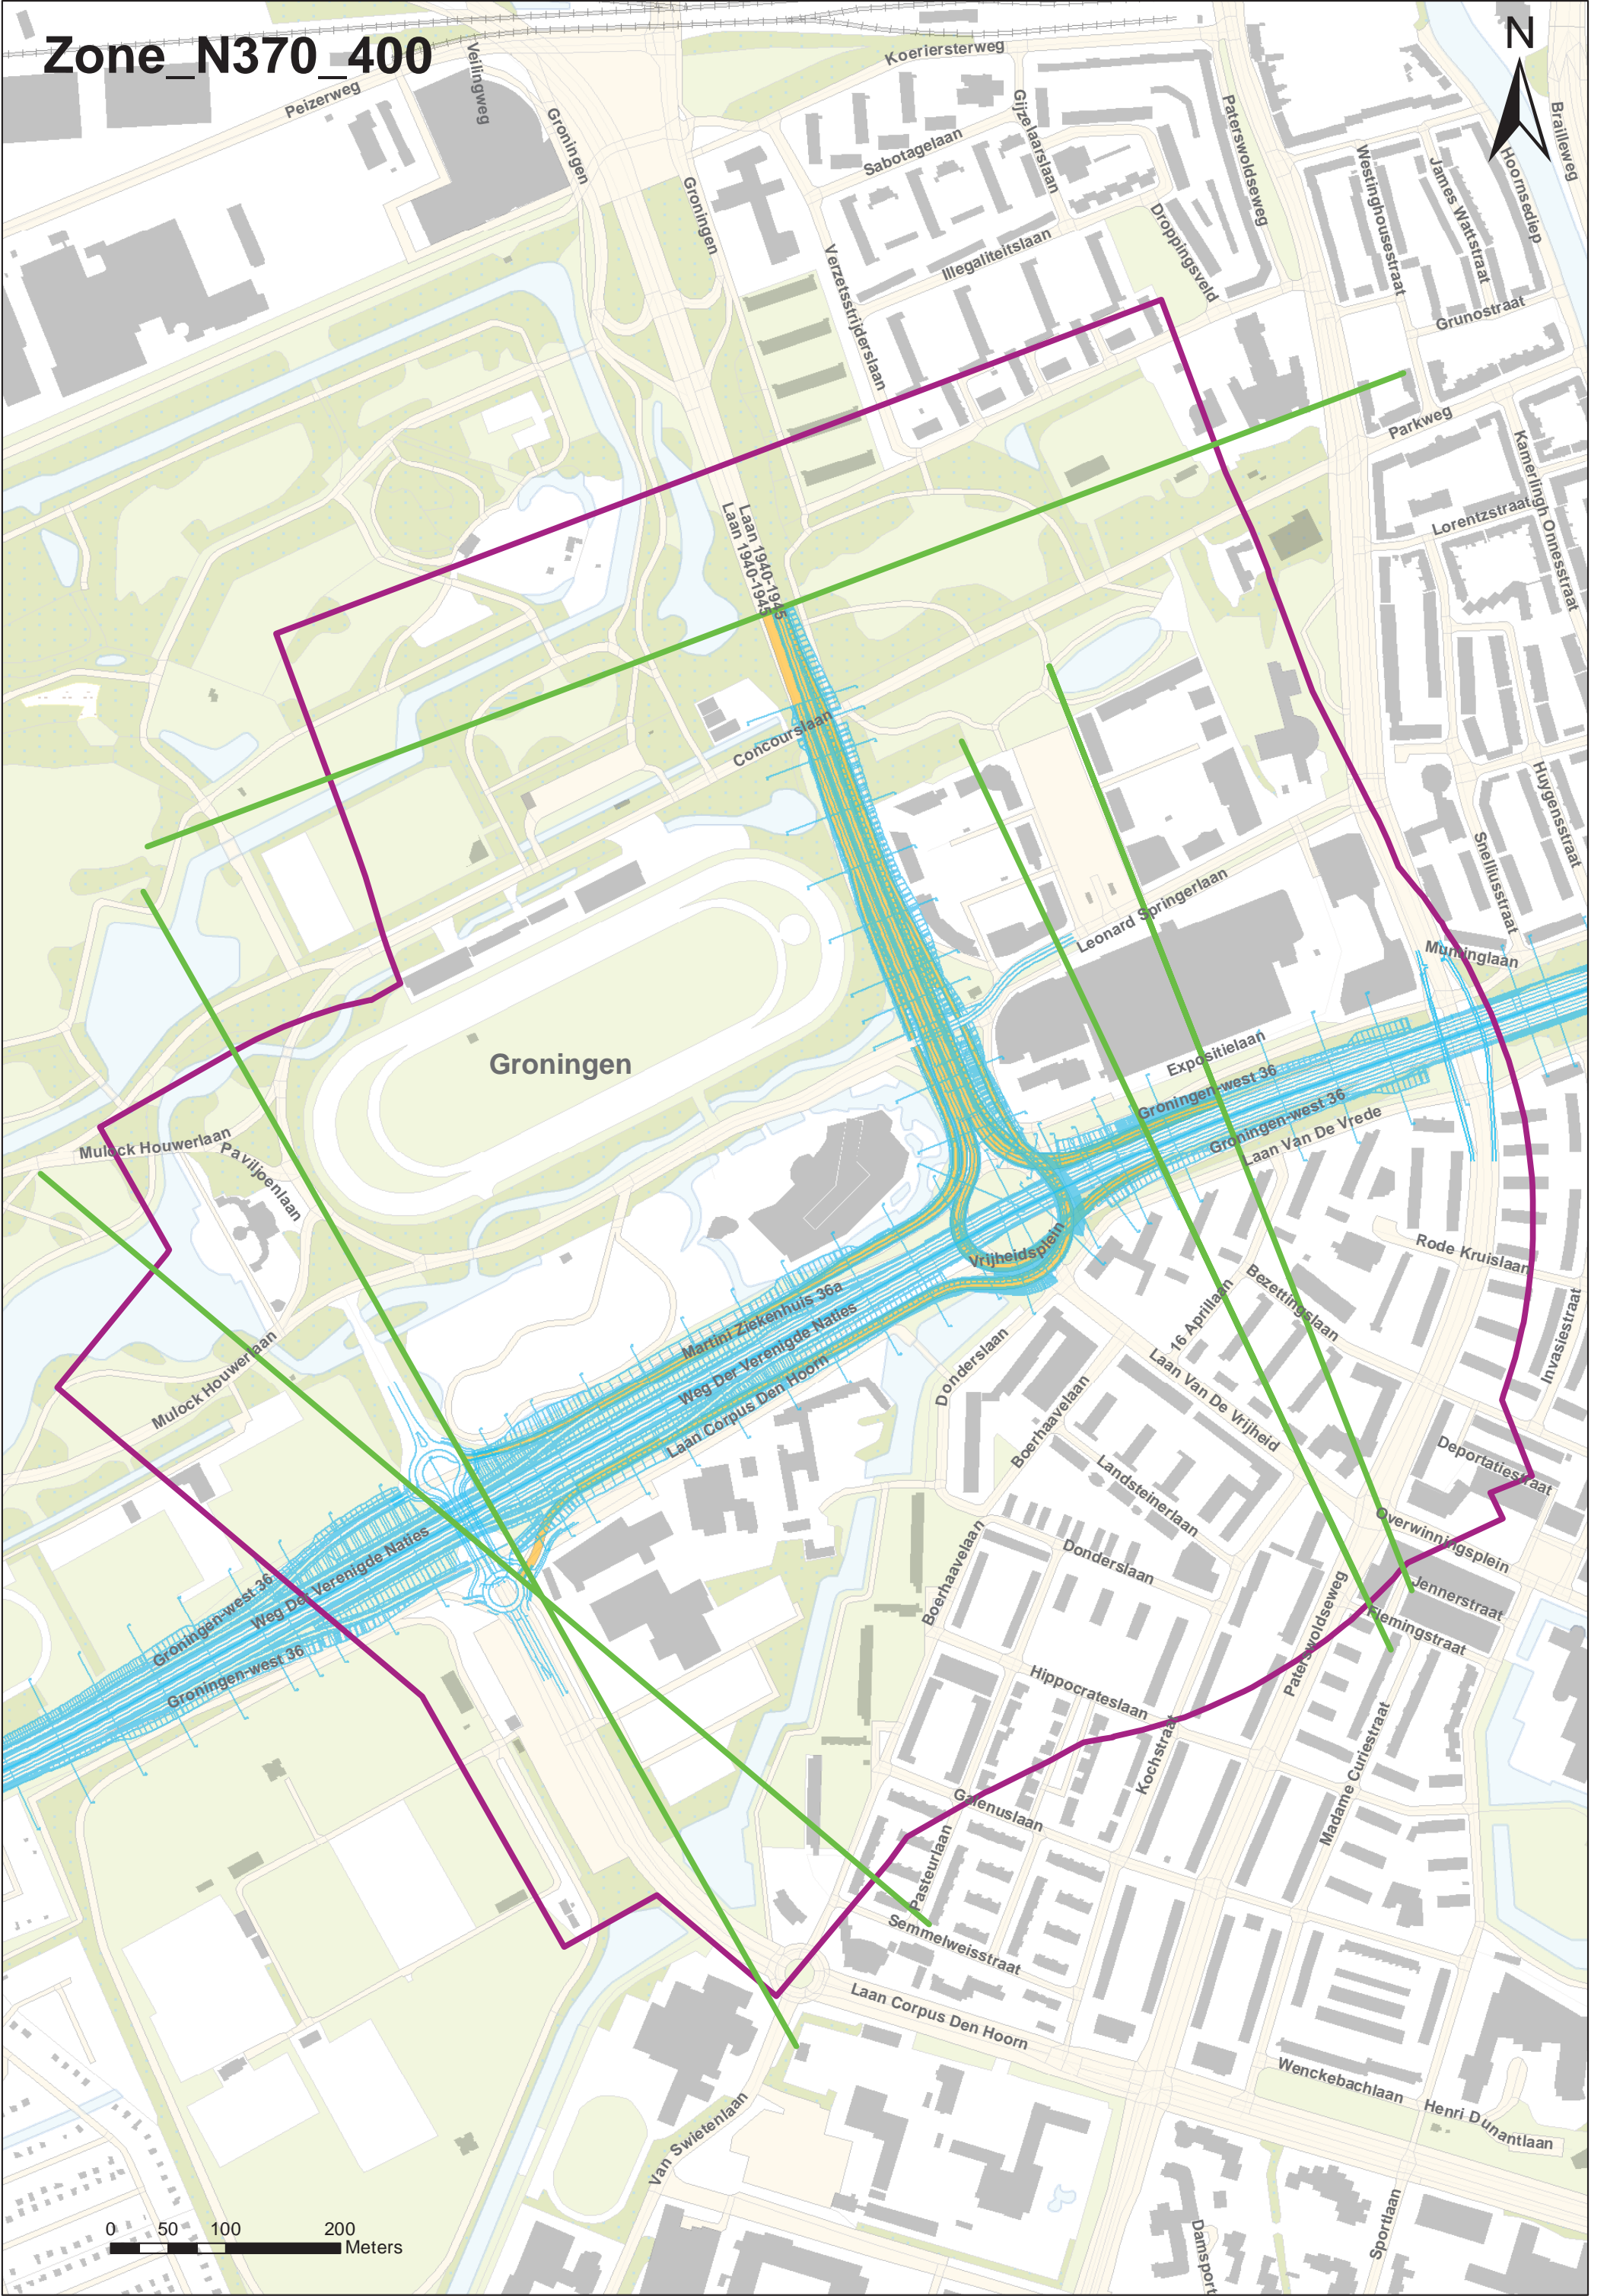 Zone_N370_400
N
Koeriersterweg
Veilingweg
Peizerweg
Groningen
Groningen
Gijzelaarslaan
Sabotagelaan
Paterswoldseweg
Brailleweg
Hoornsediep
James Wattstraat
Westinghousestraat
Droppingsveld
Illegaliteitslaan
Verzetsstrijderslaan
Grunostraat
Parkweg
Kamerlingh Onnesstraat
Lorentzstraat
Laan 1940-1945
Laan 1940-1945
Concourslaan
Huygensstraat
Snelliusstraat
Leonard Springerlaan
Muntinglaan
Groningen
Expositielaan
Groningen-west 36
Groningen-west 36
Laan Van De Vrede
Mulock Houwerlaan
Paviljoenlaan
Vrijheidsplein
Rode Kruislaan
Bezettingslaan
16 Aprillaan
Invasiestraat
Martini Ziekenhuis 36a
Weg Der Verenigde Naties
Laan Corpus Den Hoorn
Mulock Houwerlaan
Donderslaan
Laan Van De Vrijheid
Boerhaavelaan
Landsteinerlaan
Deportatiestraat
Overwinningsplein
Groningen-west 36
Weg Der Verenigde Naties
Groningen-west 36
Boerhaavelaan
Donderslaan
Jennerstraat
Flemingstraat
Paterswoldseweg
Hippocrateslaan
Kochstraat
Madame Curiestraat
Galenuslaan
Pasteurlaan
Semmelweisstraat
Laan Corpus Den Hoorn
Wenckebachlaan
Henri Dunantlaan
Van Swietenlaan
Sportlaan
Damsport
0 50 100 200
Meters